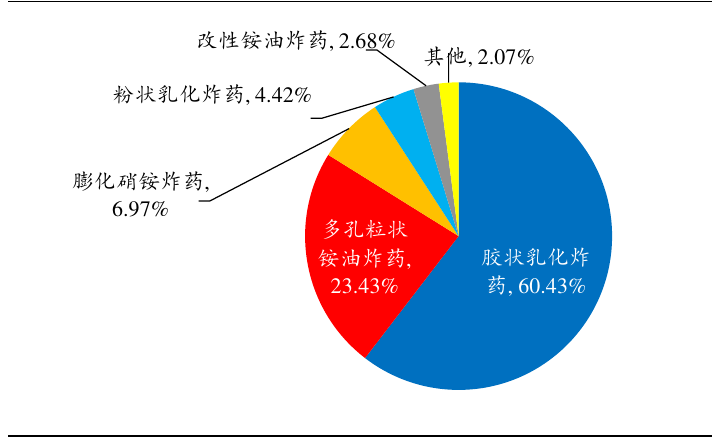 改性铵油炸药, 2.68%
其他, 2.07%
粉状乳化炸药, 4.42%
膨化硝铵炸药,
6.97%
多孔粒状
铵油炸药,
23.43%
胶状乳化炸
药, 60.43%